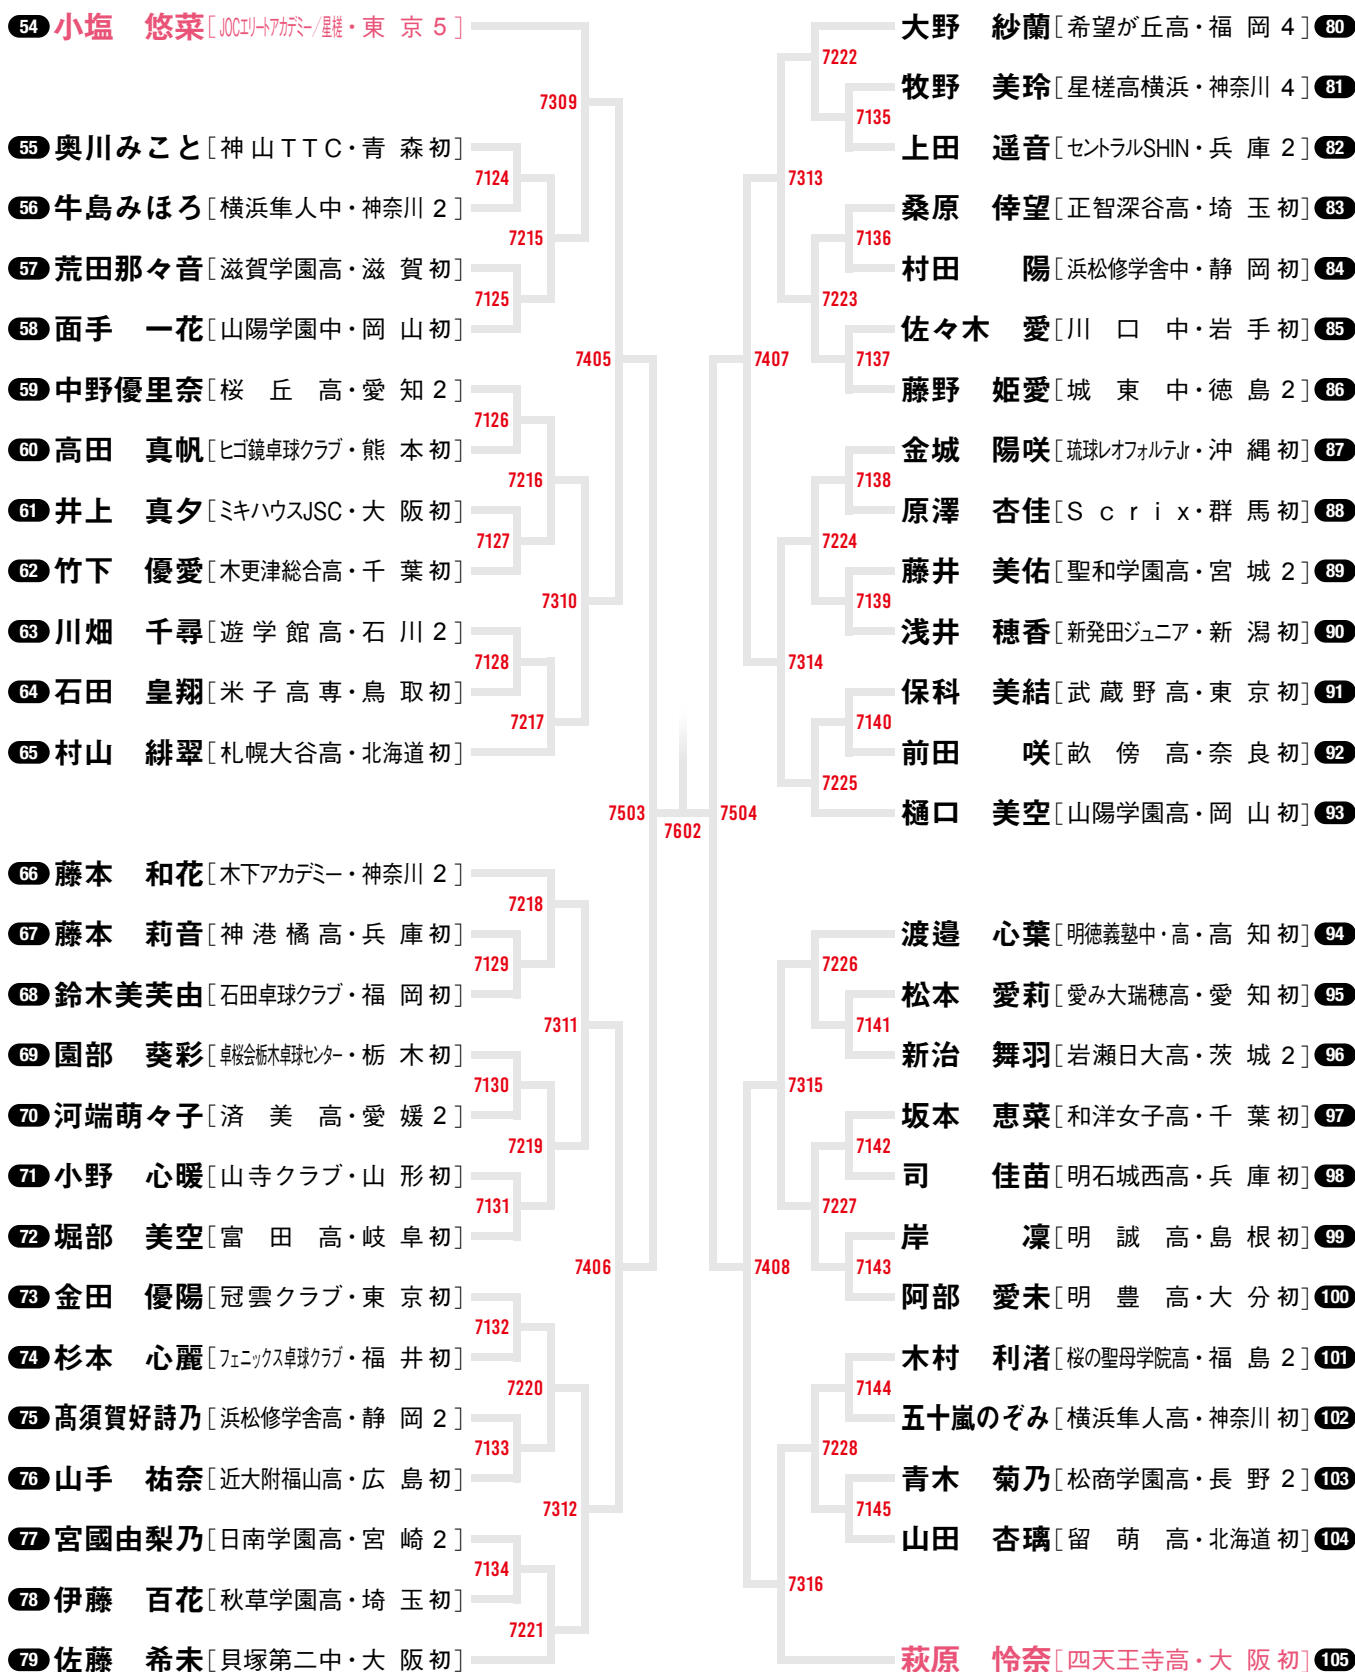 54 小塩 悠菜[JOCエリートアカデミー/星槎・東京5]
7309
55 奥川みこと[神山TTC・青森初]
7124
56 牛島みほろ[横浜隼人中・神奈川2]
7215
57 荒田那々音[滋賀学園高・滋賀初]
7125
58 面手 一花[山陽学園中・岡山初]
7405
59 中野優里奈[桜丘高・愛知2]
7126
60 高田 真帆[ヒゴ鏡卓球クラブ・熊本初]
7216
61 井上 真夕[ミキハウスJSC・大阪初]
7127
62 竹下 優愛[木更津総合高・千葉初]
7310
63 川畑 千尋[遊学館高・石川2]
7128
64 石田 皇翔[米子高専・鳥取初]
7217
65 村山 緋翠[札幌大谷高・北海道初]
7503
7602
66 藤本 和花[木下アカデミー・神奈川2]
7218
67 藤本 莉音[神港橘高・兵庫初]
7129
68 鈴木美芙由[石田卓球クラブ・福岡初]
7311
69 園部 葵彩[卓桜会栃木卓球センター・栃木初]
7130
70 河端萌々子[済美高・愛媛2]
7219
71 小野 心暖[山寺クラブ・山形初]
7131
72 堀部 美空[富田高・岐阜初]
7406
73 金田 優陽[冠雲クラブ・東京初]
7132
74 杉本 心麗[フェニックス卓球クラブ・福井初]
7220
75 髙須賀好詩乃[浜松修学舎高・静岡2]
7133
76 山手 祐奈[近大附福山高・広島初]
7312
77 宮國由梨乃[日南学園高・宮崎2]
7134
78 伊藤 百花[秋草学園高・埼玉初]
7221
79 佐藤 希未[貝塚第二中・大阪初]
大野 紗蘭[希望が丘高・福岡4] 80
7222
牧野 美玲[星槎高横浜・神奈川4] 81
7135
上田 遥音[セントラルSHIN・兵庫2] 82
7313
桑原 倖望[正智深谷高・埼玉初] 83
7136
村田 陽[浜松修学舎中・静岡初] 84
7223
佐々木 愛[川口中・岩手初] 85
7137
7407
藤野 姫愛[城東中・徳島2] 86
金城 陽咲[琉球レオフォルテJr・沖縄初] 87
7138
原澤 杏佳[Scrix・群馬初] 88
7224
藤井 美佑[聖和学園高・宮城2] 89
7139
浅井 穂香[新発田ジュニア・新潟初] 90
7314
保科 美結[武蔵野高・東京初] 91
7140
前田 咲[畝傍高・奈良初] 92
7225
樋口 美空[山陽学園高・岡山初] 93
7504
渡邉 心葉[明徳義塾中・高・高知初] 94
7226
松本 愛莉[愛み大瑞穂高・愛知初] 95
7141
新治 舞羽[岩瀬日大高・茨城2] 96
7315
坂本 恵菜[和洋女子高・千葉初] 97
7142
司 佳苗[明石城西高・兵庫初] 98
7227
岸 凜[明誠高・島根初] 99
7143
7408
阿部 愛未[明豊高・大分初] 100
木村 利渚[桜の聖母学院高・福島2] 101
7144
五十嵐のぞみ[横浜隼人高・神奈川初] 102
7228
青木 菊乃[松商学園高・長野2] 103
7145
山田 杏璃[留萌高・北海道初] 104
7316
萩原 怜奈[四天王寺高・大阪初] 105